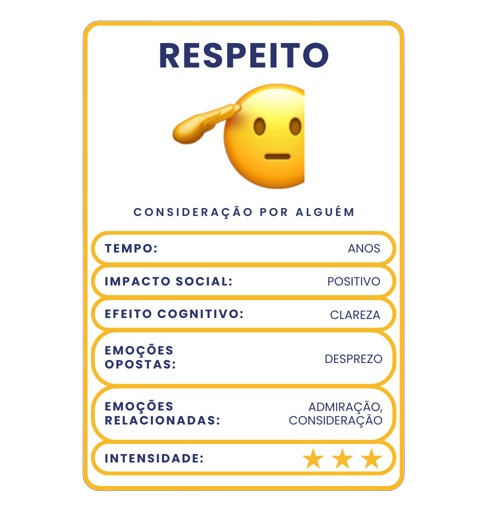 RESPEITO
CONSIDERAÇÃO POR ALGUÉM
TEMPO: ANOS
IMPACTO SOCIAL: POSITIVO
EFEITO COGNITIVO: CLAREZA
EMOÇÕES
OPOSTAS: DESPREZO
EMOÇÕES
RELACIONADAS: ADMIRAÇÃO,
CONSIDERAÇÃO
INTENSIDADE: